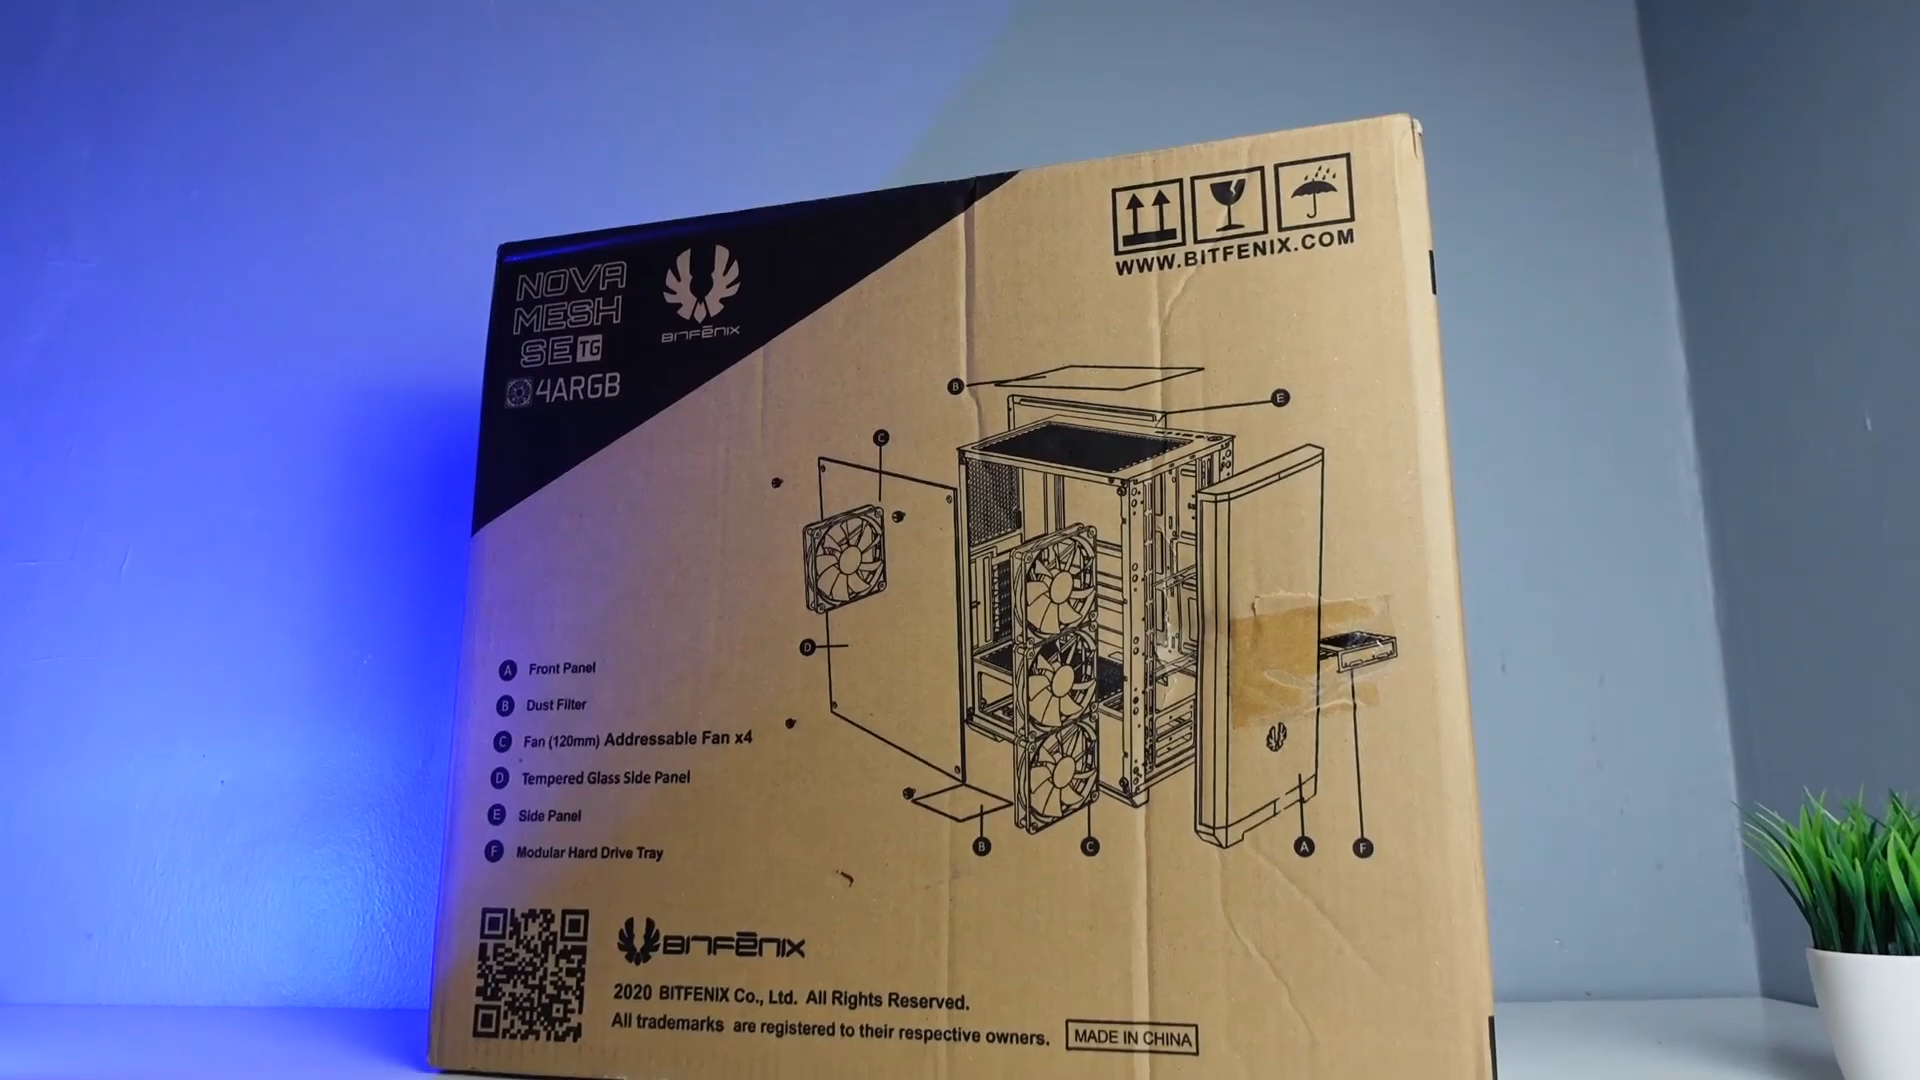 NOVA
MESH
SE TG
4ARGB
BITFENIX
WWW.BITFENIX.COM
B
E
C
D
B
C
A
F
A Front Panel
B Dust Filter
C Fan (120mm) Addressable Fan x4
D Tempered Glass Side Panel
E Side Panel
F Modular Hard Drive Tray
BITFENIX
2020 BITFENIX Co., Ltd. All Rights Reserved.
All trademarks are registered to their respective owners.
MADE IN CHINA